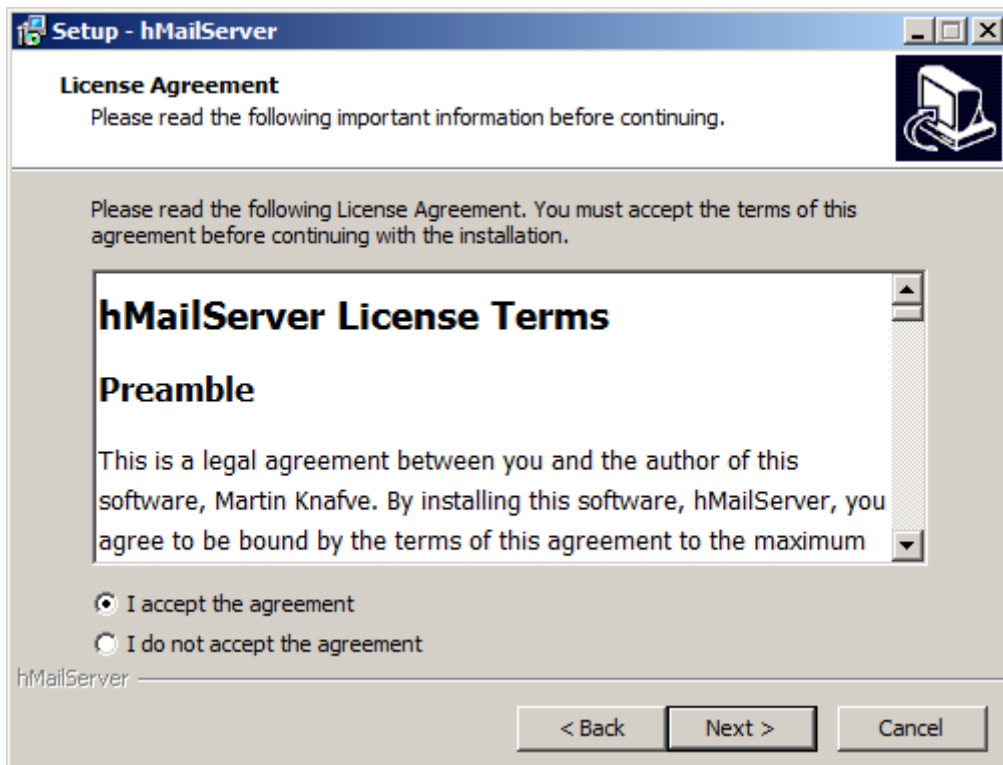 Setup - hMailServer
License Agreement
Please read the following important information before continuing.
Please read the following License Agreement. You must accept the terms of this
agreement before continuing with the installation.
hMailServer License Terms
Preamble
This is a legal agreement between you and the author of this
software, Martin Knafve. By installing this software, hMailServer, you
agree to be bound by the terms of this agreement to the maximum
I accept the agreement
I do not accept the agreement
hMailServer
< Back Next > Cancel